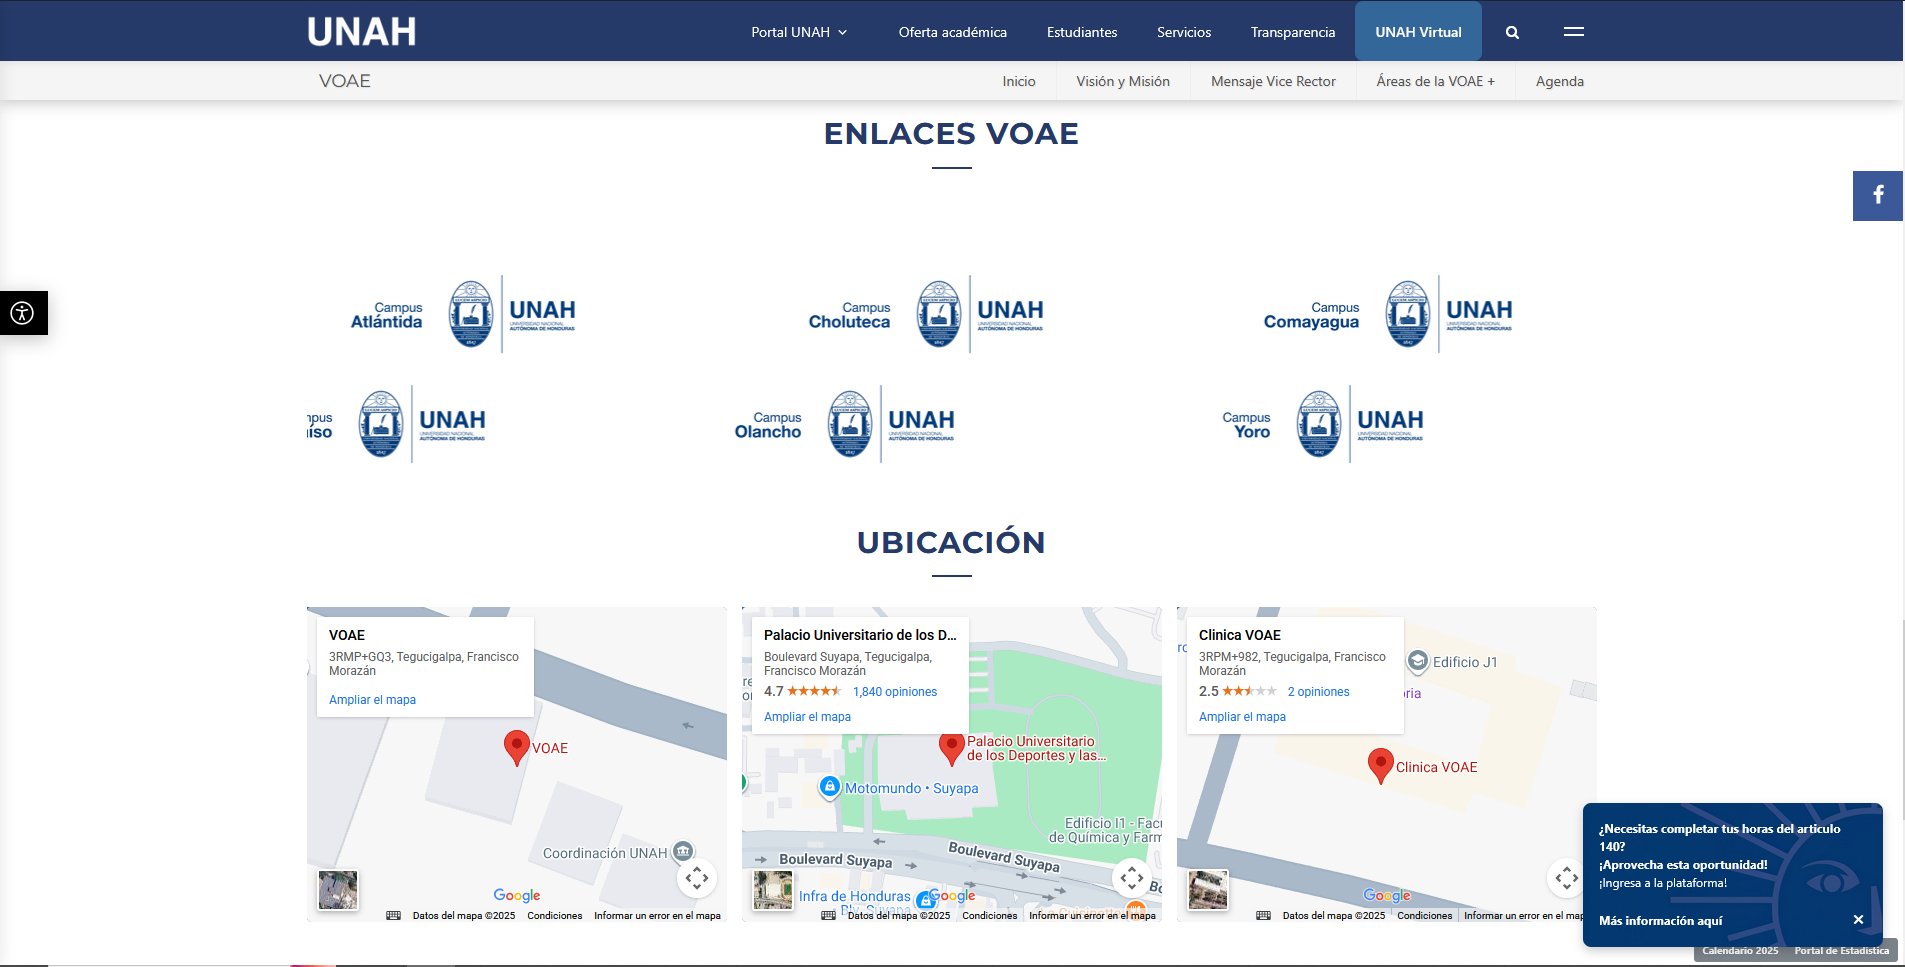 UNAH
Portal UNAH
Oferta académica
Estudiantes
Servicios
Transparencia
UNAH Virtual
VOAE
Inicio
Visión y Misión
Mensaje Vice Rector
Áreas de la VOAE +
Agenda
ENLACES VOAE
Campus
Atlántida
UNAH
UNIVERSIDAD NACIONAL
AUTÓNOMA DE HONDURAS
Campus
Choluteca
UNAH
UNIVERSIDAD NACIONAL
AUTÓNOMA DE HONDURAS
Campus
Comayagua
UNAH
UNIVERSIDAD NACIONAL
AUTÓNOMA DE HONDURAS
UNAH
UNIVERSIDAD NACIONAL
AUTÓNOMA DE HONDURAS
Campus
Olancho
UNAH
UNIVERSIDAD NACIONAL
AUTÓNOMA DE HONDURAS
Campus
Yoro
UNAH
UNIVERSIDAD NACIONAL
AUTÓNOMA DE HONDURAS
UBICACIÓN
VOAE
3RMP+GQ3, Tegucigalpa, Francisco
Morazán
Ampliar el mapa
VOAE
Coordinación UNAH
Google
Datos del mapa ©2025
Condiciones
Informar un error en el mapa
Palacio Universitario de los D...
Boulevard Suyapa, Tegucigalpa,
Francisco Morazán
4.7
1,840 opiniones
Ampliar el mapa
Palacio Universitario
de los Deportes y las...
Motomundo • Suyapa
Edificio I1 - Facu
de Química y Farm
Boulevard Suyapa
Boulevard Suyapa
Infra de Honduras
Google
Datos del mapa ©2025
Condiciones
Informar un error en el mapa
Clinica VOAE
3RPM+982, Tegucigalpa, Francisco
Morazán
2.5
2 opiniones
Ampliar el mapa
Edificio J1
Clinica VOAE
Google
Datos del mapa ©2025
Condiciones
Informar un error en el map
¿Necesitas completar tus horas del articulo
140?
¡Aprovecha esta oportunidad!
¡Ingresa a la plataforma!
Más información aquí
Calendario 2025
Portal de Estadística